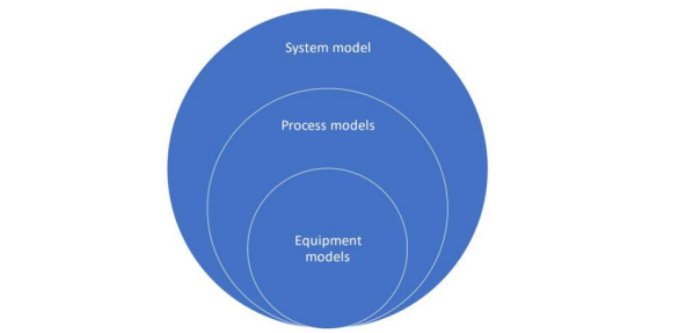 System model
Process models
Equipment
models